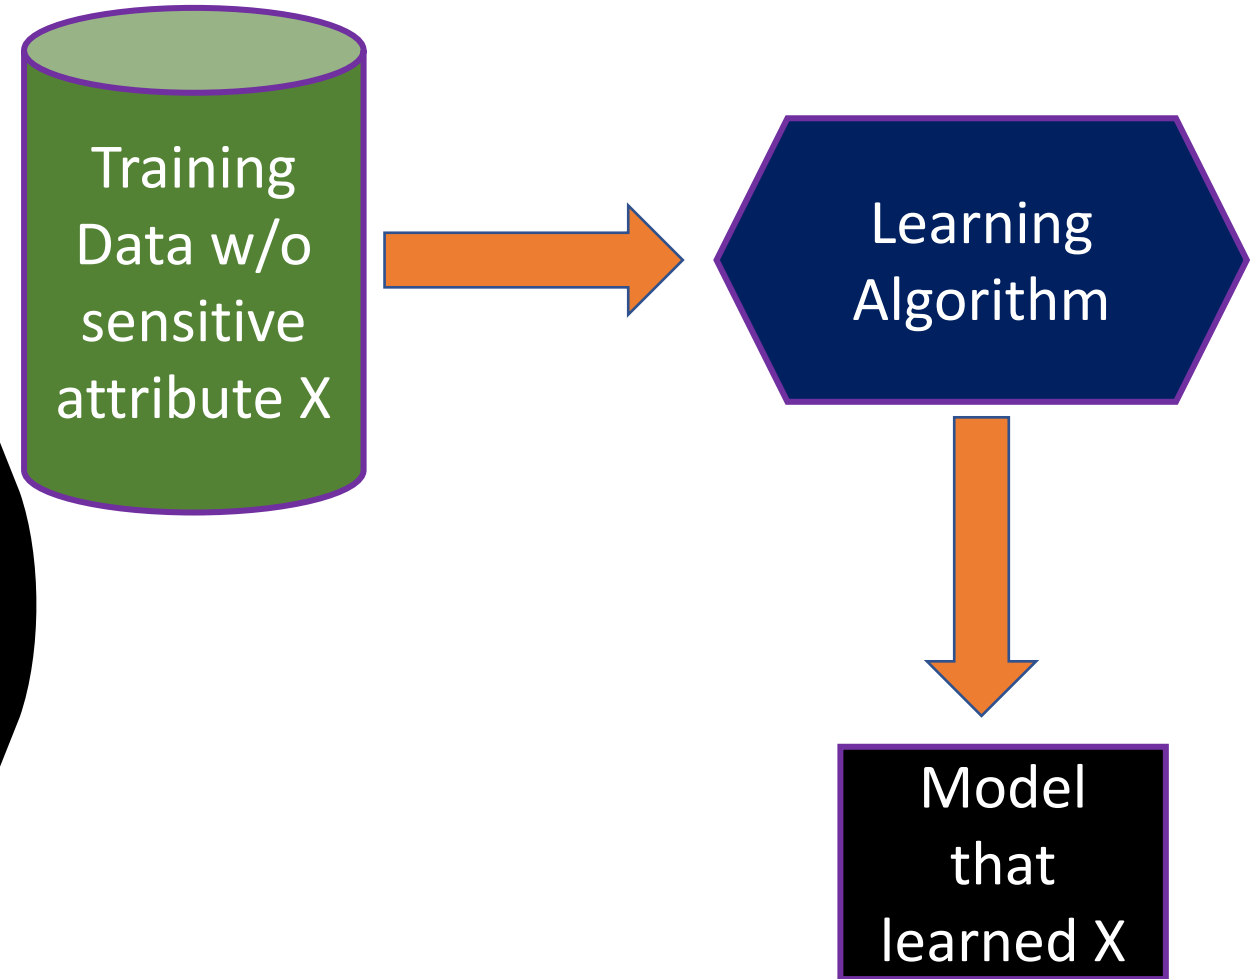 Training
Data w/o
sensitive
attribute X
Learning
Algorithm
Model
that
learned X